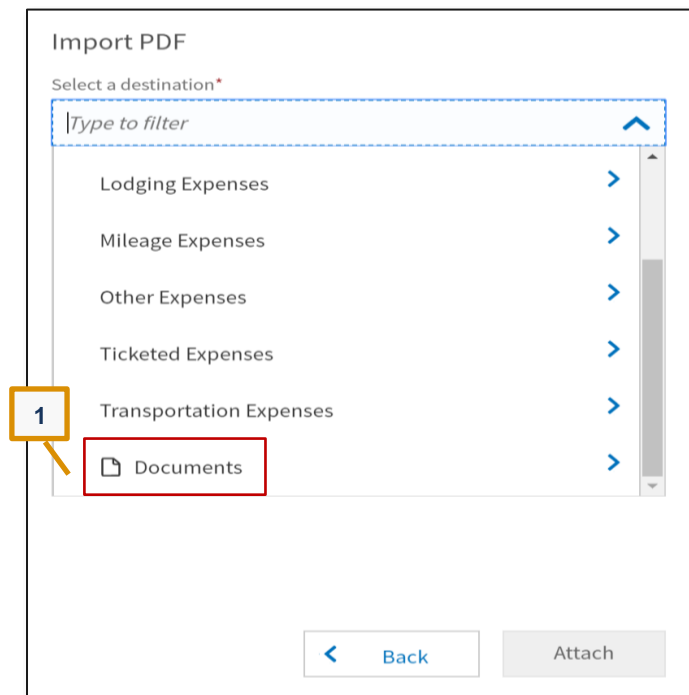 Import PDF
Select a destination*
Type to filter
Lodging Expenses
Mileage Expenses
Other Expenses
Ticketed Expenses
Transportation Expenses
1
Documents
Back
Attach